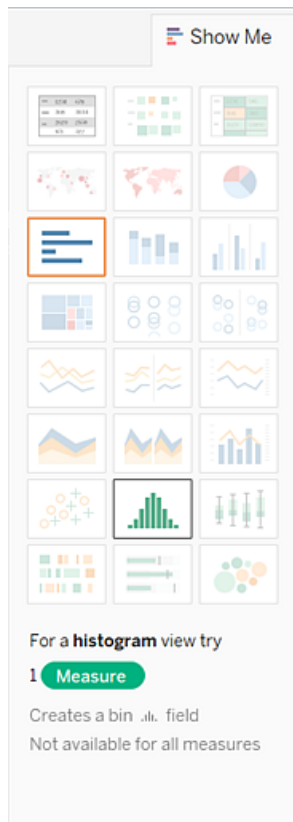 Show Me
For a histogram view try
1 Measure
Creates a bin field
Not available for all measures